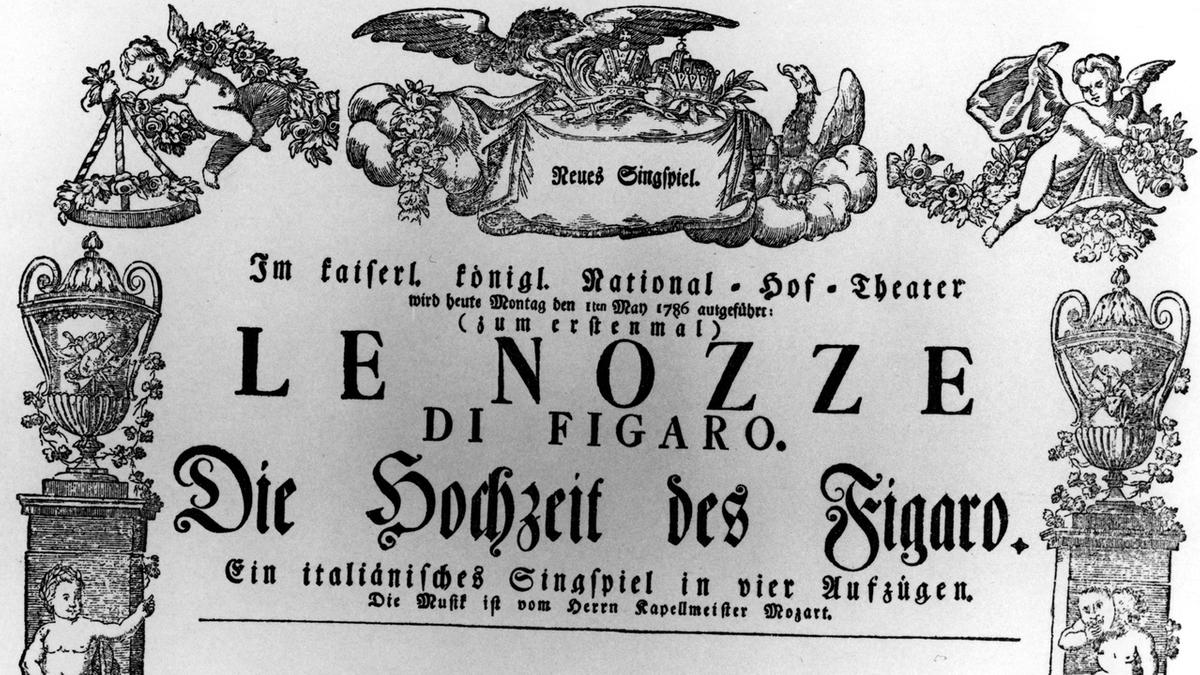 Neues Singspiel.
Im kaiserl. königl. National-Hof-Theater
wird heute Montag den 1ten May 1786 aufgeführt:
(zum erstenmal)
LE NOZZE
DI FIGARO.
Die Hochzeit des Figaro.
Ein italiänisches Singspiel in vier Aufzügen.
Die Musik ist vom Herrn Kapellmeister Mozart.